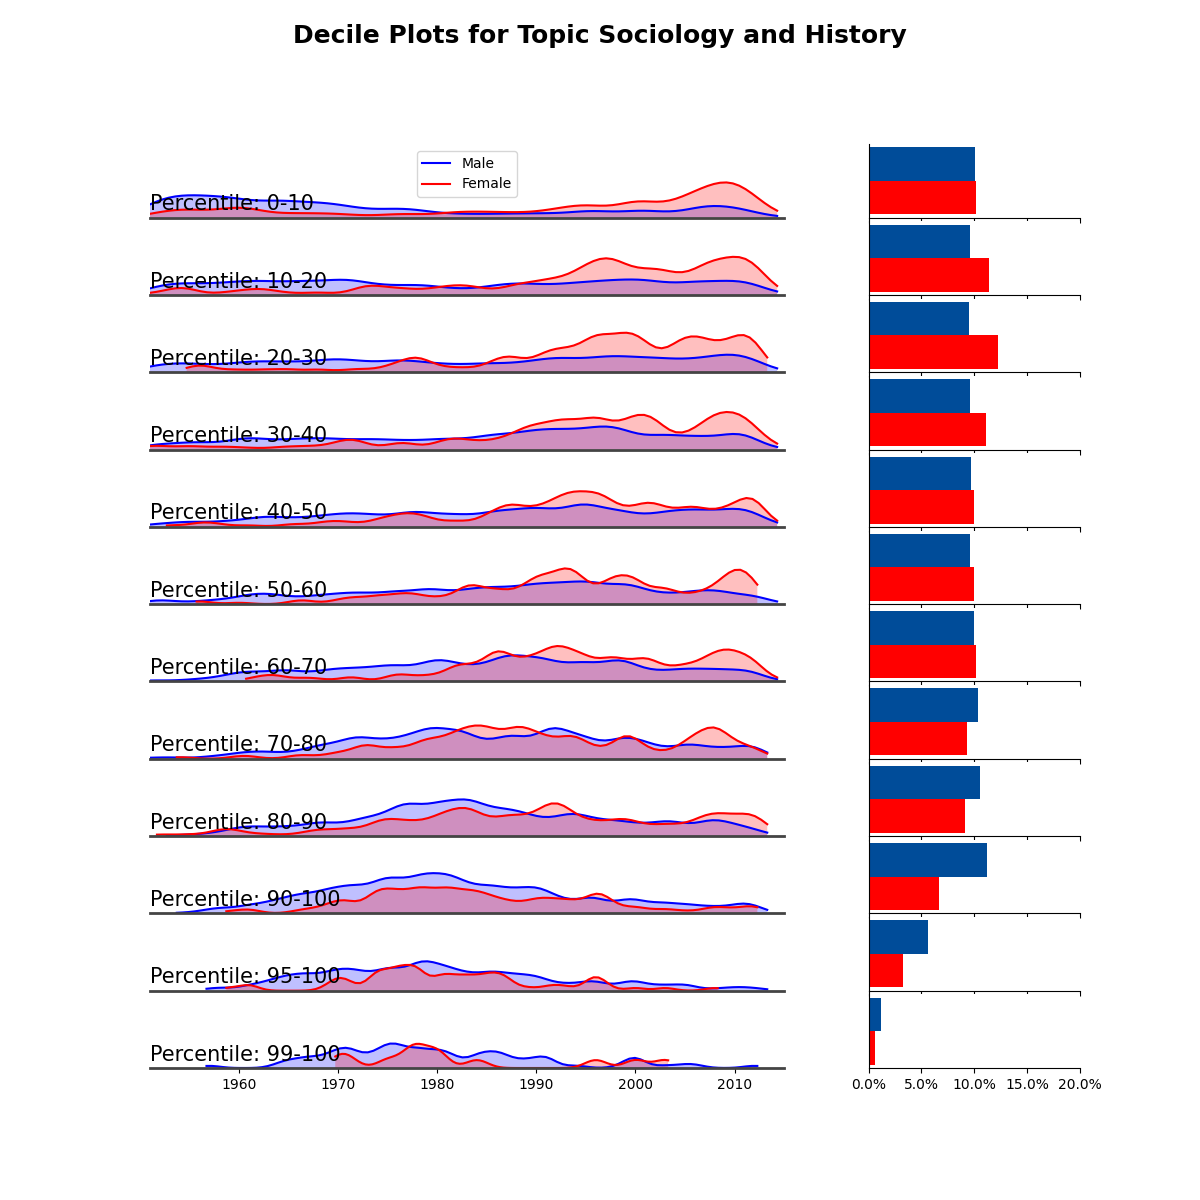 Decile Plots for Topic Sociology and History
Male
Female
Percentile: 0-10
Percentile: 10-20
Percentile: 20-30
Percentile: 30-40
Percentile: 40-50
Percentile: 50-60
Percentile: 60-70
Percentile: 70-80
Percentile: 80-90
Percentile: 90-100
Percentile: 95-100
Percentile: 99-100
1960 1970 1980 1990 2000 2010
0.0% 5.0% 10.0% 15.0% 20.0%